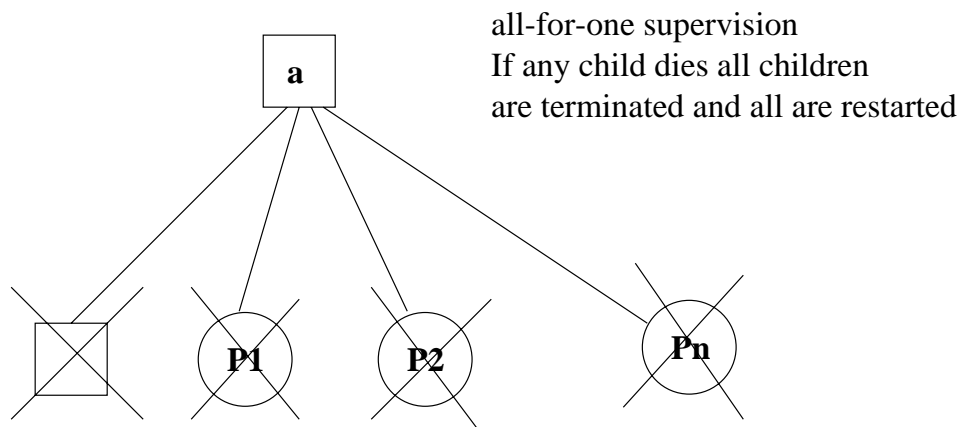 all-for-one supervision
If any child dies all children
are terminated and all are restarted
a
P1
P2
Pn